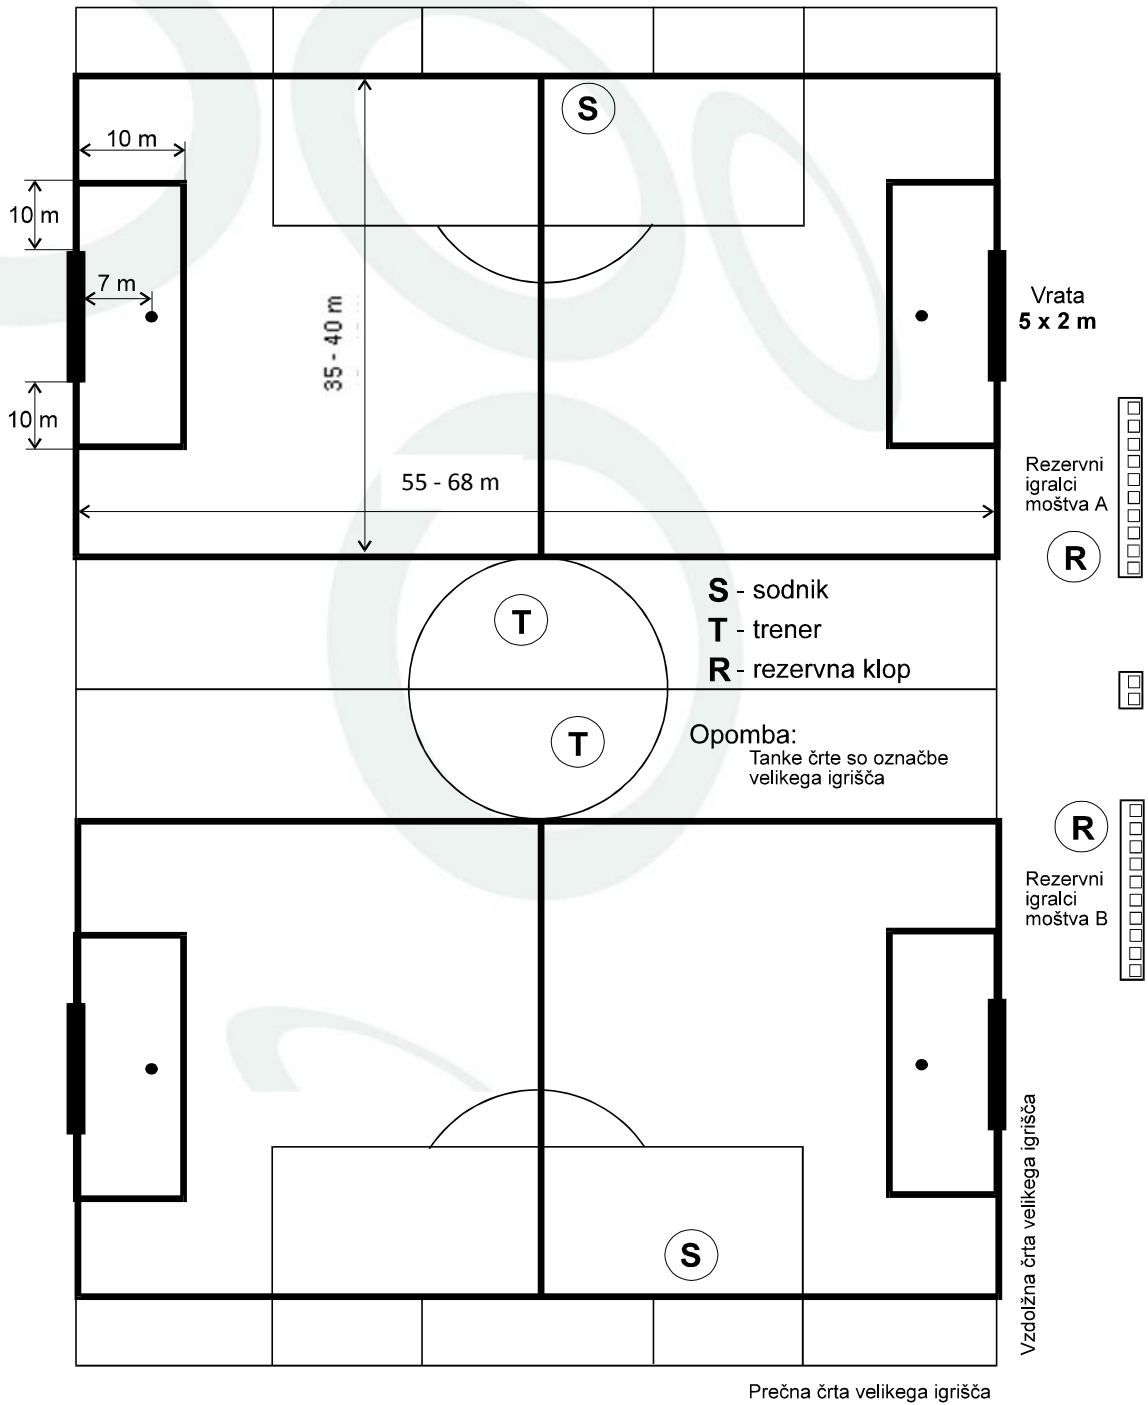 S
10 m
10 m
7 m
Vrata
5 x 2 m
35 - 40 m
10 m
55 - 68 m
Rezervni
igralci
moštva A
R
S - sodnik
T
T - trener
R - rezervna klop
T
Opomba:
Tanke črte so označbe
velikega igrišča
R
Rezervni
igralci
moštva B
Vzdolžna črta velikega igrišča
S
Prečna črta velikega igrišča